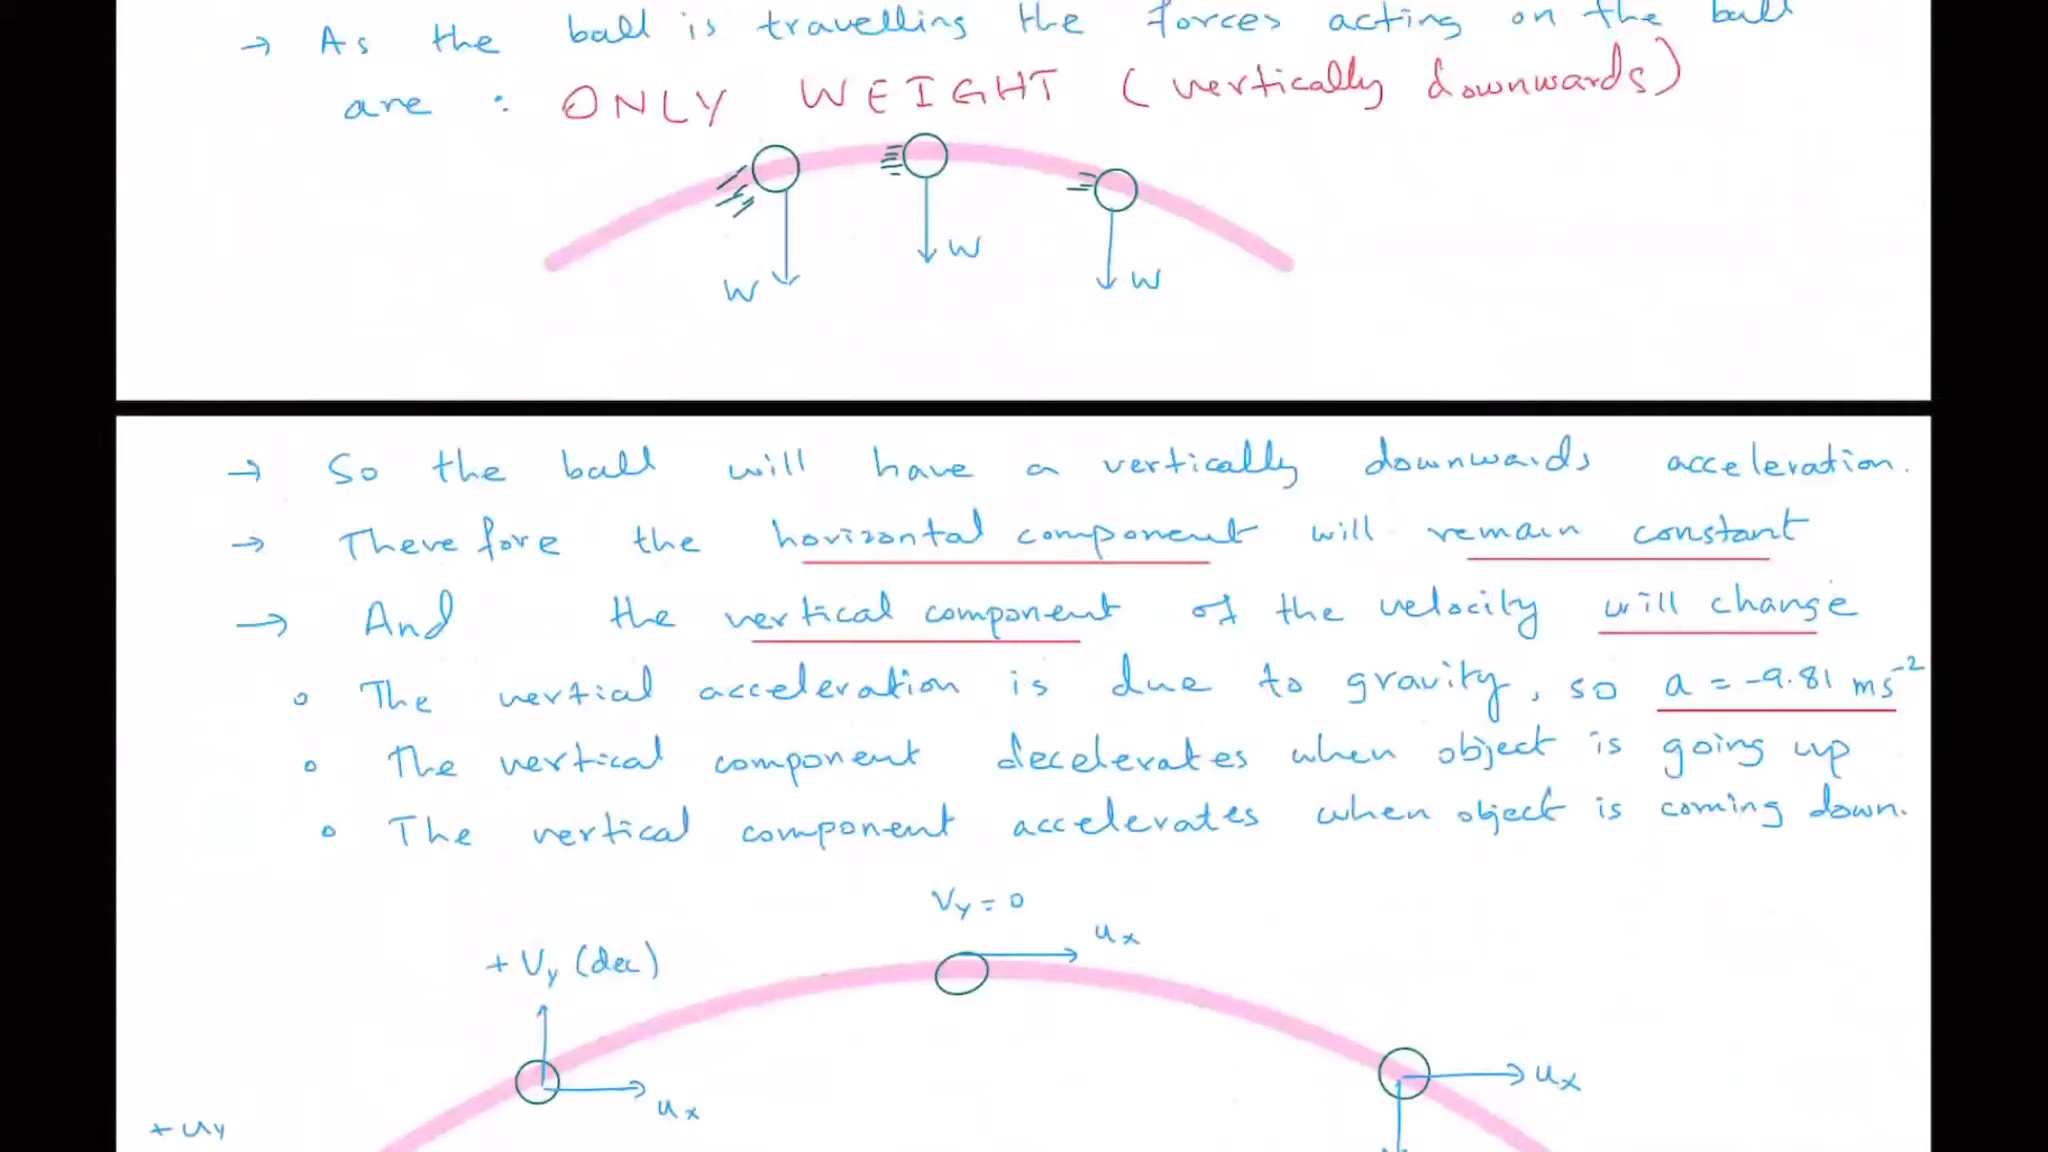 → As the ball is travelling the forces acting on the ball
are : ONLY WEIGHT (vertically downwards)
W
W
W
→ So the ball will have a vertically downwards acceleration.
→ Therefore the horizontal component will remain constant
→ And the vertical component of the velocity will change
◦ The vertial acceleration is due to gravity, so a = -9.81 ms⁻²
◦ The vertical component decelerates when object is going up
◦ The vertical component accelerates when object is coming down.
Vy = 0
ux
+ Vy (dec)
ux
ux
+ uy